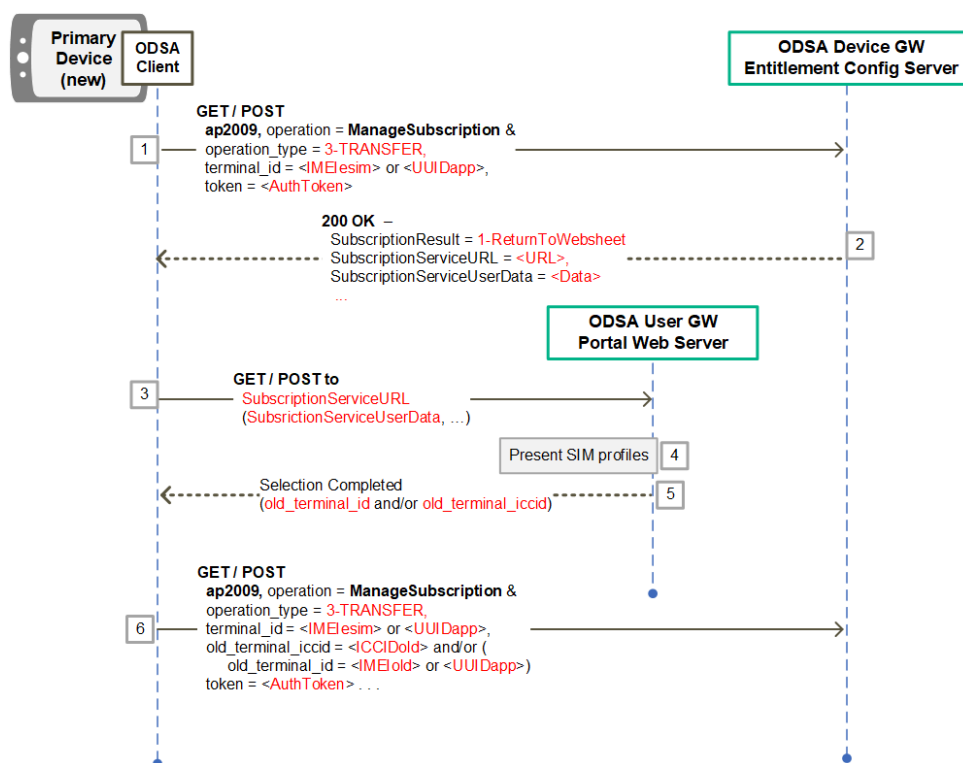 Primary
Device
(new)
ODSA
Client
ODSA Device GW
Entitlement Config Server
GET / POST
ap2009, operation = ManageSubscription &
operation_type = 3-TRANSFER,
terminal_id = <IMEIesim> or <UUIDapp>,
token = <AuthToken>
1
200 OK –
SubscriptionResult = 1-ReturnToWebsheet
SubscriptionServiceURL = <URL>,
SubscriptionServiceUserData = <Data>
...
2
ODSA User GW
Portal Web Server
GET / POST to
SubscriptionServiceURL
(SubsrictionServiceUserData, ...)
3
Present SIM profiles
4
Selection Completed
(old_terminal_id and/or old_terminal_iccid)
5
GET / POST
ap2009, operation = ManageSubscription &
operation_type = 3-TRANSFER,
terminal_id = <IMEIesim> or <UUIDapp>,
old_terminal_iccid = <ICCIDold> and/or (
old_terminal_id = <IMEIold> or <UUIDapp>)
token = <AuthToken> . . .
6